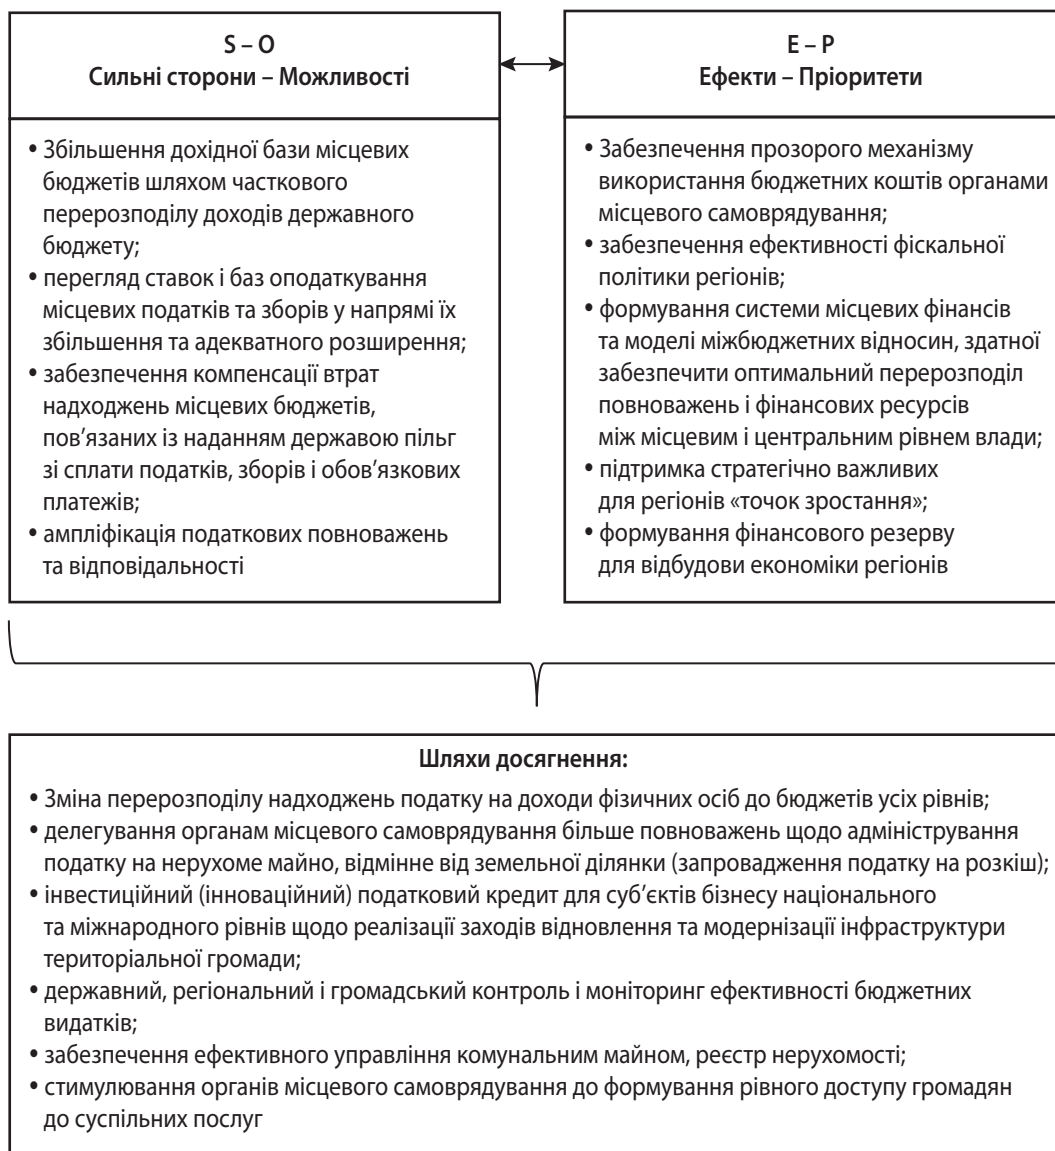 S – O
Сильні сторони – Можливості
• Збільшення дохідної бази місцевих
бюджетів шляхом часткового
перерозподілу доходів державного
бюджету;
• перегляд ставок і баз оподаткування
місцевих податків та зборів у напрямі їх
збільшення та адекватного розширення;
• забезпечення компенсації втрат
надходжень місцевих бюджетів,
пов’язаних із наданням державою пільг
зі сплати податків, зборів і обов’язкових
платежів;
• ампліфікація податкових повноважень
та відповідальності
E – P
Ефекти – Пріоритети
• Забезпечення прозорого механізму
використання бюджетних коштів органами
місцевого самоврядування;
• забезпечення ефективності фіскальної
політики регіонів;
• формування системи місцевих фінансів
та моделі міжбюджетних відносин, здатної
забезпечити оптимальний перерозподіл
повноважень і фінансових ресурсів
між місцевим і центральним рівнем влади;
• підтримка стратегічно важливих
для регіонів «точок зростання»;
• формування фінансового резерву
для відбудови економіки регіонів
Шляхи досягнення:
• Зміна перерозподілу надходжень податку на доходи фізичних осіб до бюджетів усіх рівнів;
• делегування органам місцевого самоврядування більше повноважень щодо адміністрування
податку на нерухоме майно, відмінне від земельної ділянки (запровадження податку на розкіш);
• інвестиційний (інноваційний) податковий кредит для суб’єктів бізнесу національного
та міжнародного рівнів щодо реалізації заходів відновлення та модернізації інфраструктури
територіальної громади;
• державний, регіональний і громадський контроль і моніторинг ефективності бюджетних
видатків;
• забезпечення ефективного управління комунальним майном, реєстр нерухомості;
• стимулювання органів місцевого самоврядування до формування рівного доступу громадян
до суспільних послуг